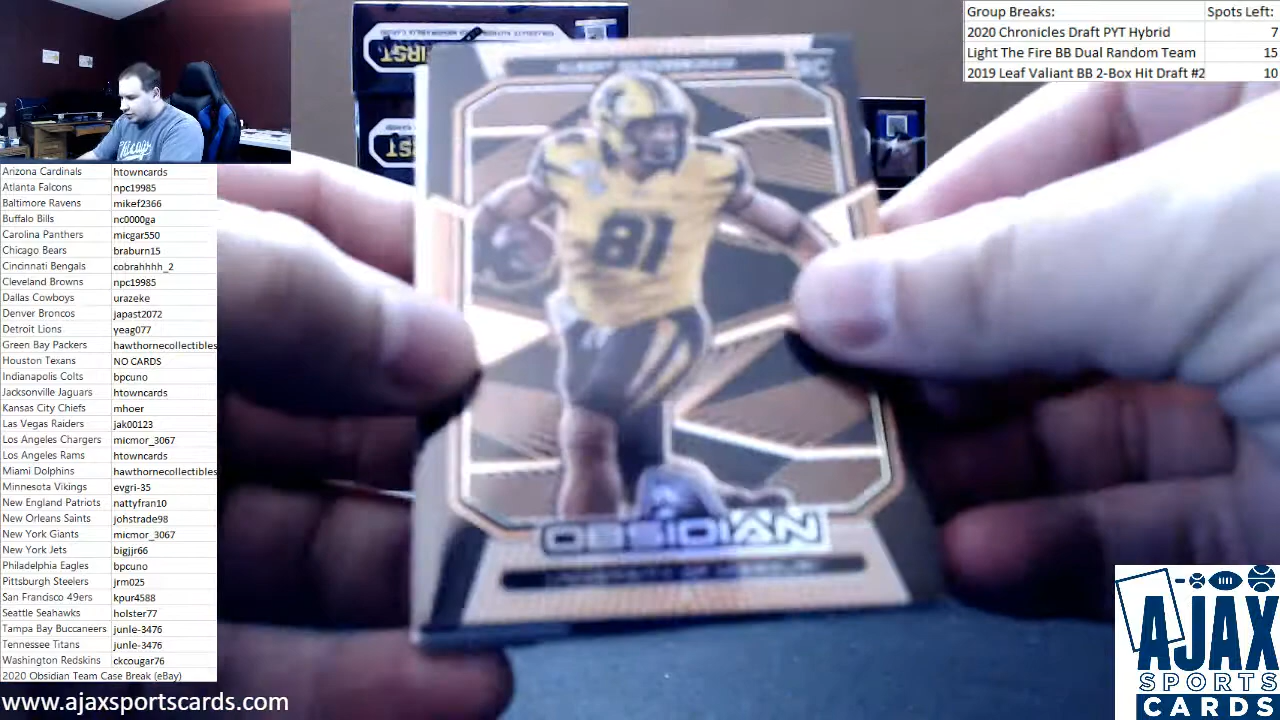 Group Breaks: Spots Left:
2020 Chronicles Draft PYT Hybrid 7
Light The Fire BB Dual Random Team 15
2019 Leaf Valiant BB 2-Box Hit Draft #2 10
FIRST
81
OBSIDIAN
UNIVERSITY OF MISSOURI
Arizona Cardinals htowncards
Atlanta Falcons npc19985
Baltimore Ravens mikef2366
Buffalo Bills nc0000ga
Carolina Panthers micgar550
Chicago Bears braburn15
Cincinnati Bengals cobrahhhh_2
Cleveland Browns npc19985
Dallas Cowboys urazeke
Denver Broncos japast2072
Detroit Lions yeag077
Green Bay Packers hawthornecollectibles
Houston Texans NO CARDS
Indianapolis Colts bpcuno
Jacksonville Jaguars htowncards
Kansas City Chiefs mhoer
Las Vegas Raiders jak00123
Los Angeles Chargers micmor_3067
Los Angeles Rams htowncards
Miami Dolphins hawthornecollectibles
Minnesota Vikings evgri-35
New England Patriots nattyfran10
New Orleans Saints johstrade98
New York Giants micmor_3067
New York Jets bigjjr66
Philadelphia Eagles bpcuno
Pittsburgh Steelers jrm025
San Francisco 49ers kpur4588
Seattle Seahawks holster77
Tampa Bay Buccaneers junle-3476
Tennessee Titans junle-3476
Washington Redskins ckcougar76
2020 Obsidian Team Case Break (eBay)
www.ajaxsportscards.com
AJAX
SPORTS
CARDS